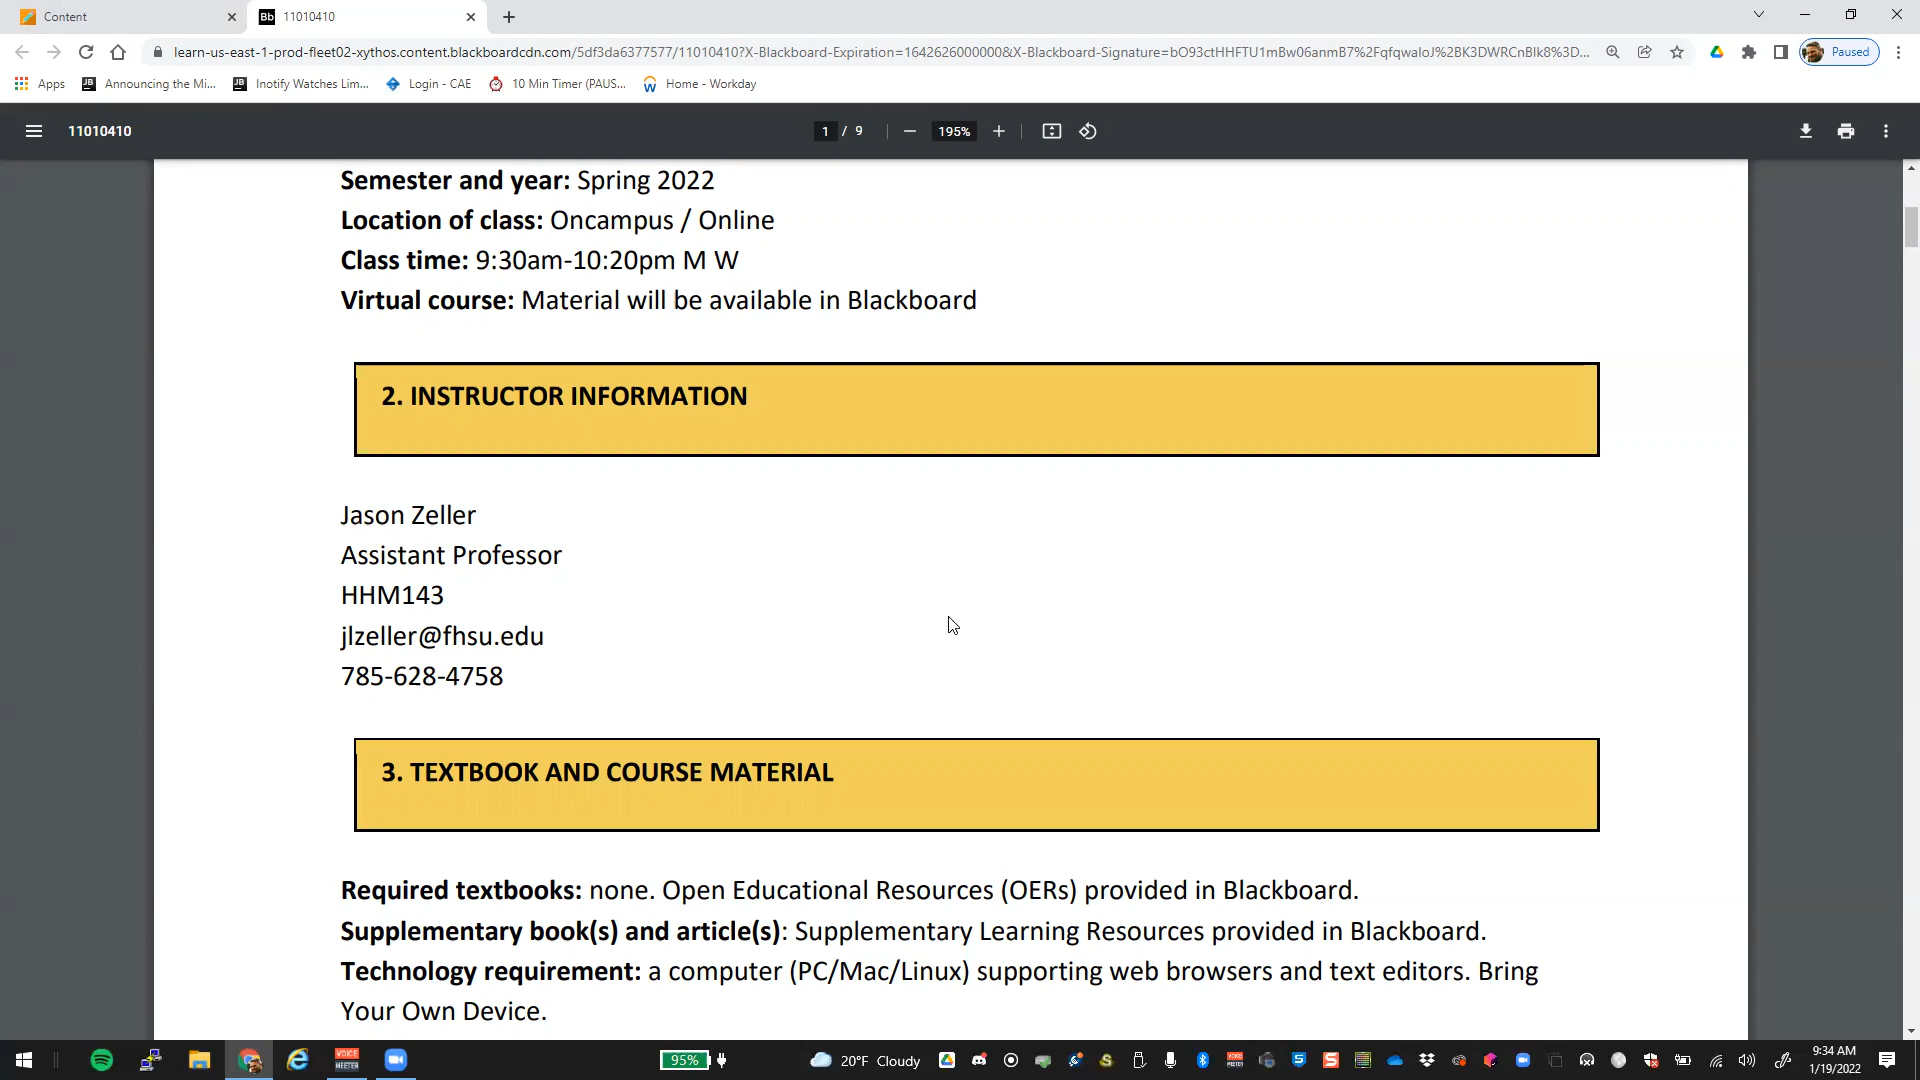 Content
Bb 11010410
learn-us-east-1-prod-fleet02-xythos.content.blackboardcdn.com/5df3da6377577/11010410?X-Blackboard-Expiration=1642626000000&X-Blackboard-Signature=bO93ctHHFTU1mBw06anmB7%2FqfqwaloJ%2BK3DWRCnBlk8%3D...
Paused
Apps
Announcing the Mi...
Inotify Watches Lim...
Login - CAE
10 Min Timer (PAUS...
Home - Workday
11010410
1 / 9
195%
Semester and year: Spring 2022
Location of class: Oncampus / Online
Class time: 9:30am-10:20pm M W
Virtual course: Material will be available in Blackboard
2. INSTRUCTOR INFORMATION
Jason Zeller
Assistant Professor
HHM143
jlzeller@fhsu.edu
785-628-4758
3. TEXTBOOK AND COURSE MATERIAL
Required textbooks: none. Open Educational Resources (OERs) provided in Blackboard.
Supplementary book(s) and article(s): Supplementary Learning Resources provided in Blackboard.
Technology requirement: a computer (PC/Mac/Linux) supporting web browsers and text editors. Bring
Your Own Device.
VOICE
MEETER
95%
20°F Cloudy
9:34 AM
1/19/2022